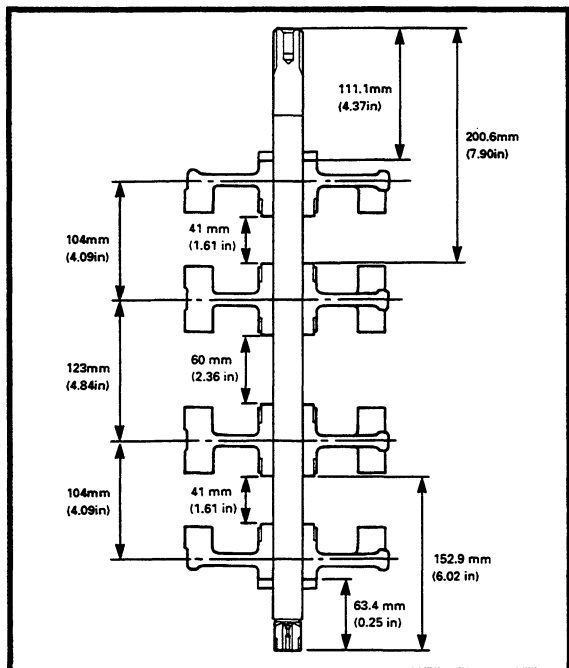 111.1mm
(4.37in)
200.6mm
(7.90in)
41 mm
(1.61 in)
104mm
(4.09in)
60 mm
(2.36 in)
123mm
(4.84in)
41 mm
(1.61 in)
104mm
(4.09in)
152.9 mm
(6.02 in)
63.4 mm
(0.25 in)